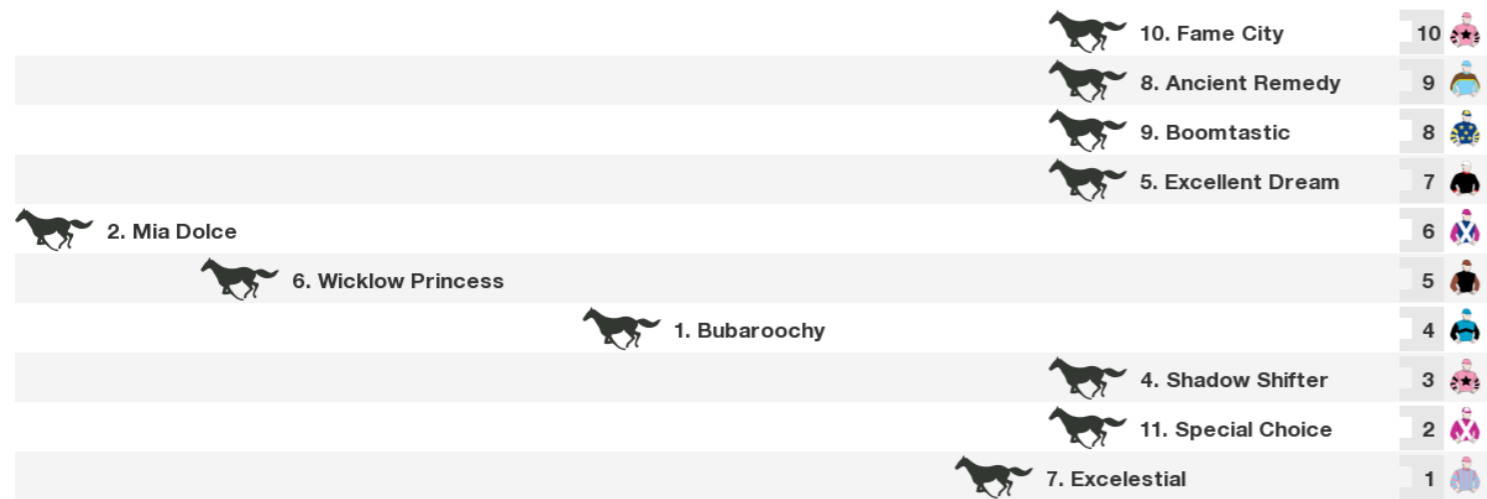 10. Fame City 10
8. Ancient Remedy 9
9. Boomtastic 8
5. Excellent Dream 7
2. Mia Dolce 6
6. Wicklow Princess 5
1. Bubaroochy 4
4. Shadow Shifter 3
11. Special Choice 2
7. Excelestial 1